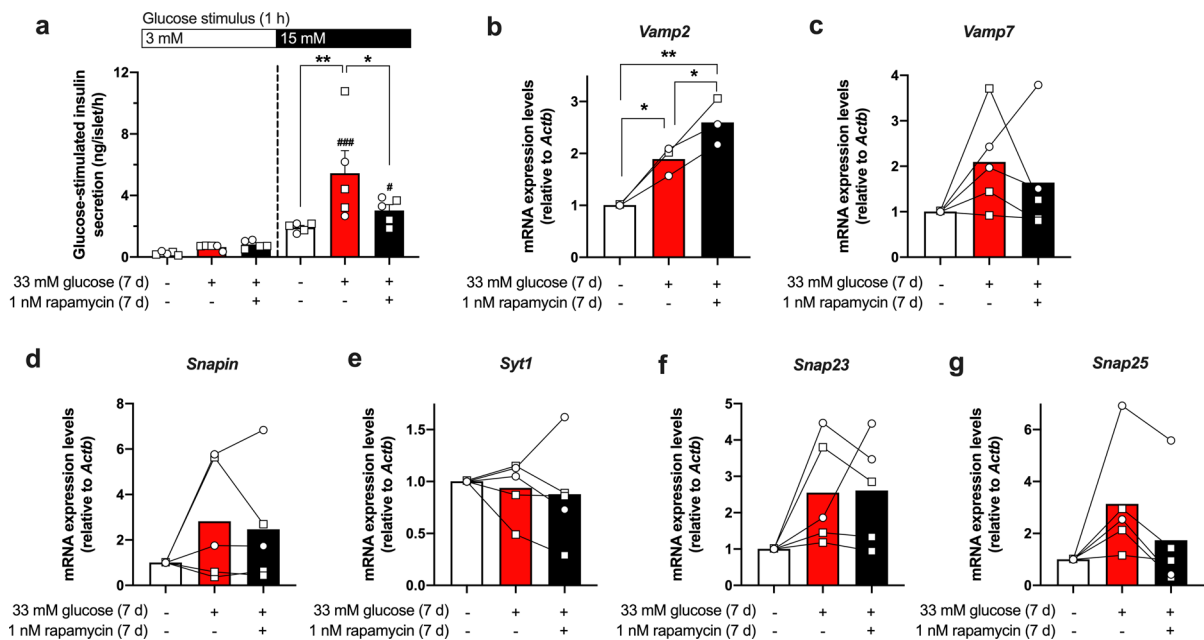 a
Glucose stimulus (1 h)
3 mM
15 mM
Glucose-stimulated insulin
secretion (ng/islet/h)
12
8
4
0
**
*
###
#
33 mM glucose (7 d) - + + - + +
1 nM rapamycin (7 d) - - + - - +
b
Vamp2
mRNA expression levels
(relative to Actb)
3
2
1
0
**
*
*
33 mM glucose (7 d) - + +
1 nM rapamycin (7 d) - - +
c
Vamp7
mRNA expression levels
(relative to Actb)
4
3
2
1
0
33 mM glucose (7 d) - + +
1 nM rapamycin (7 d) - - +
d
Snapin
mRNA expression levels
(relative to Actb)
8
6
4
2
0
33 mM glucose (7 d) - + +
1 nM rapamycin (7 d) - - +
e
Syt1
mRNA expression levels
(relative to Actb)
1.5
1.0
0.5
0.0
33 mM glucose (7 d) - + +
1 nM rapamycin (7 d) - - +
f
Snap23
mRNA expression levels
(relative to Actb)
5
4
3
2
1
0
33 mM glucose (7 d) - + +
1 nM rapamycin (7 d) - - +
g
Snap25
mRNA expression levels
(relative to Actb)
6
4
2
0
33 mM glucose (7 d) - + +
1 nM rapamycin (7 d) - - +